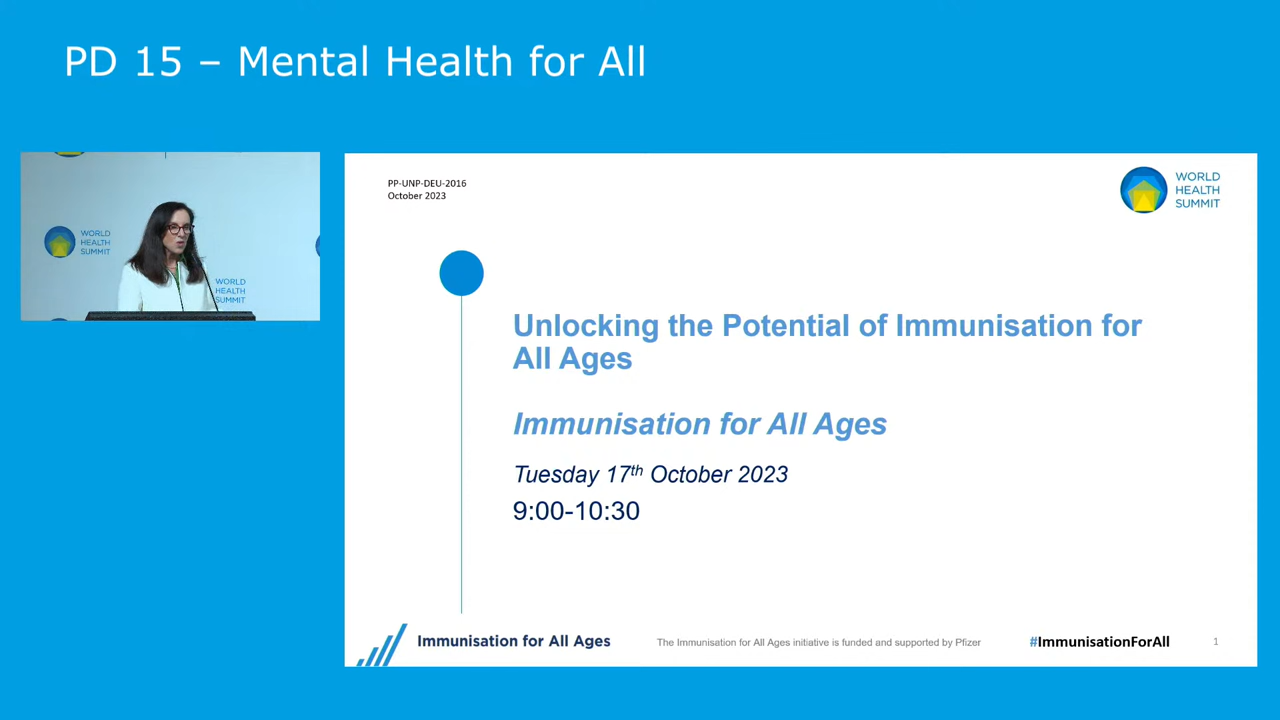 PD 15 – Mental Health for All
WORLD
HEALTH
SUMMIT
WORLD
HEALTH
SUMMIT
PP-UNP-DEU-2016
October 2023
WORLD
HEALTH
SUMMIT
Unlocking the Potential of Immunisation for
All Ages
Immunisation for All Ages
Tuesday 17th October 2023
9:00-10:30
Immunisation for All Ages
The Immunisation for All Ages initiative is funded and supported by Pfizer
#ImmunisationForAll
1